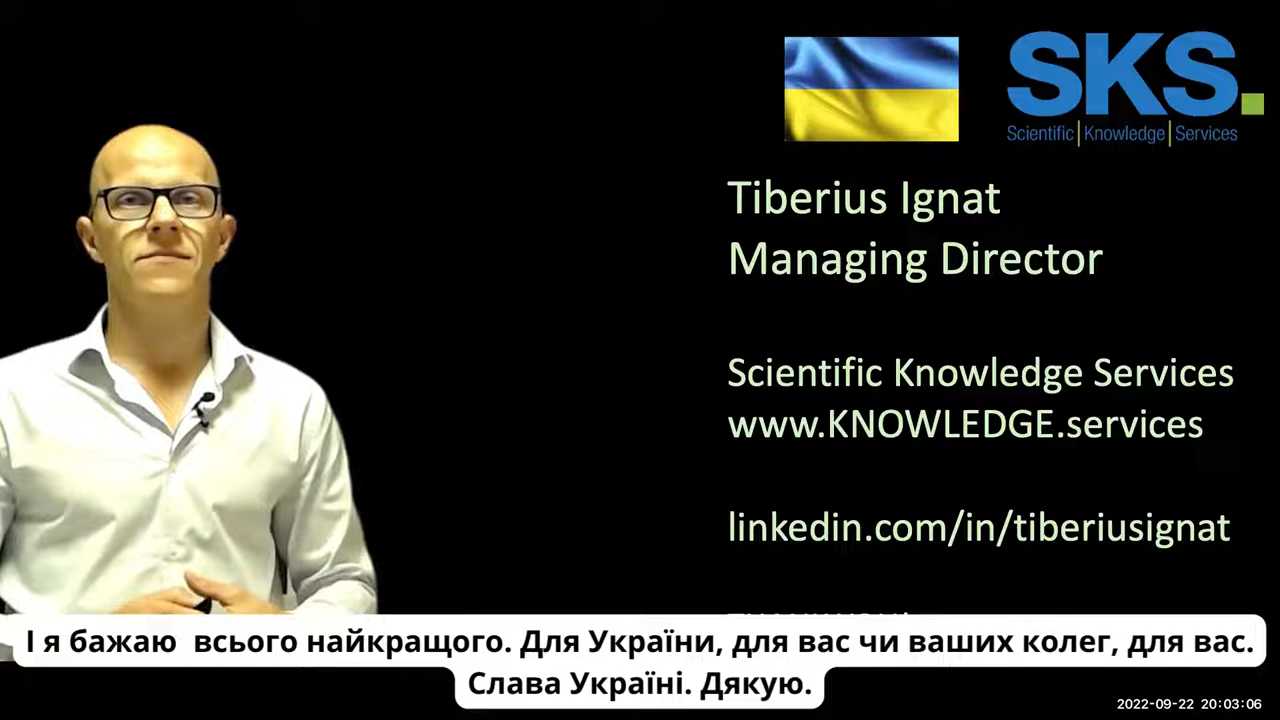 SKS.
Scientific | Knowledge | Services
Tiberius Ignat
Managing Director
Scientific Knowledge Services
www.KNOWLEDGE.services
linkedin.com/in/tiberiusignat
І я бажаю всього найкращого. Для України, для вас чи ваших колег, для вас.
Слава Україні. Дякую.
2022-09-22 20:03:06